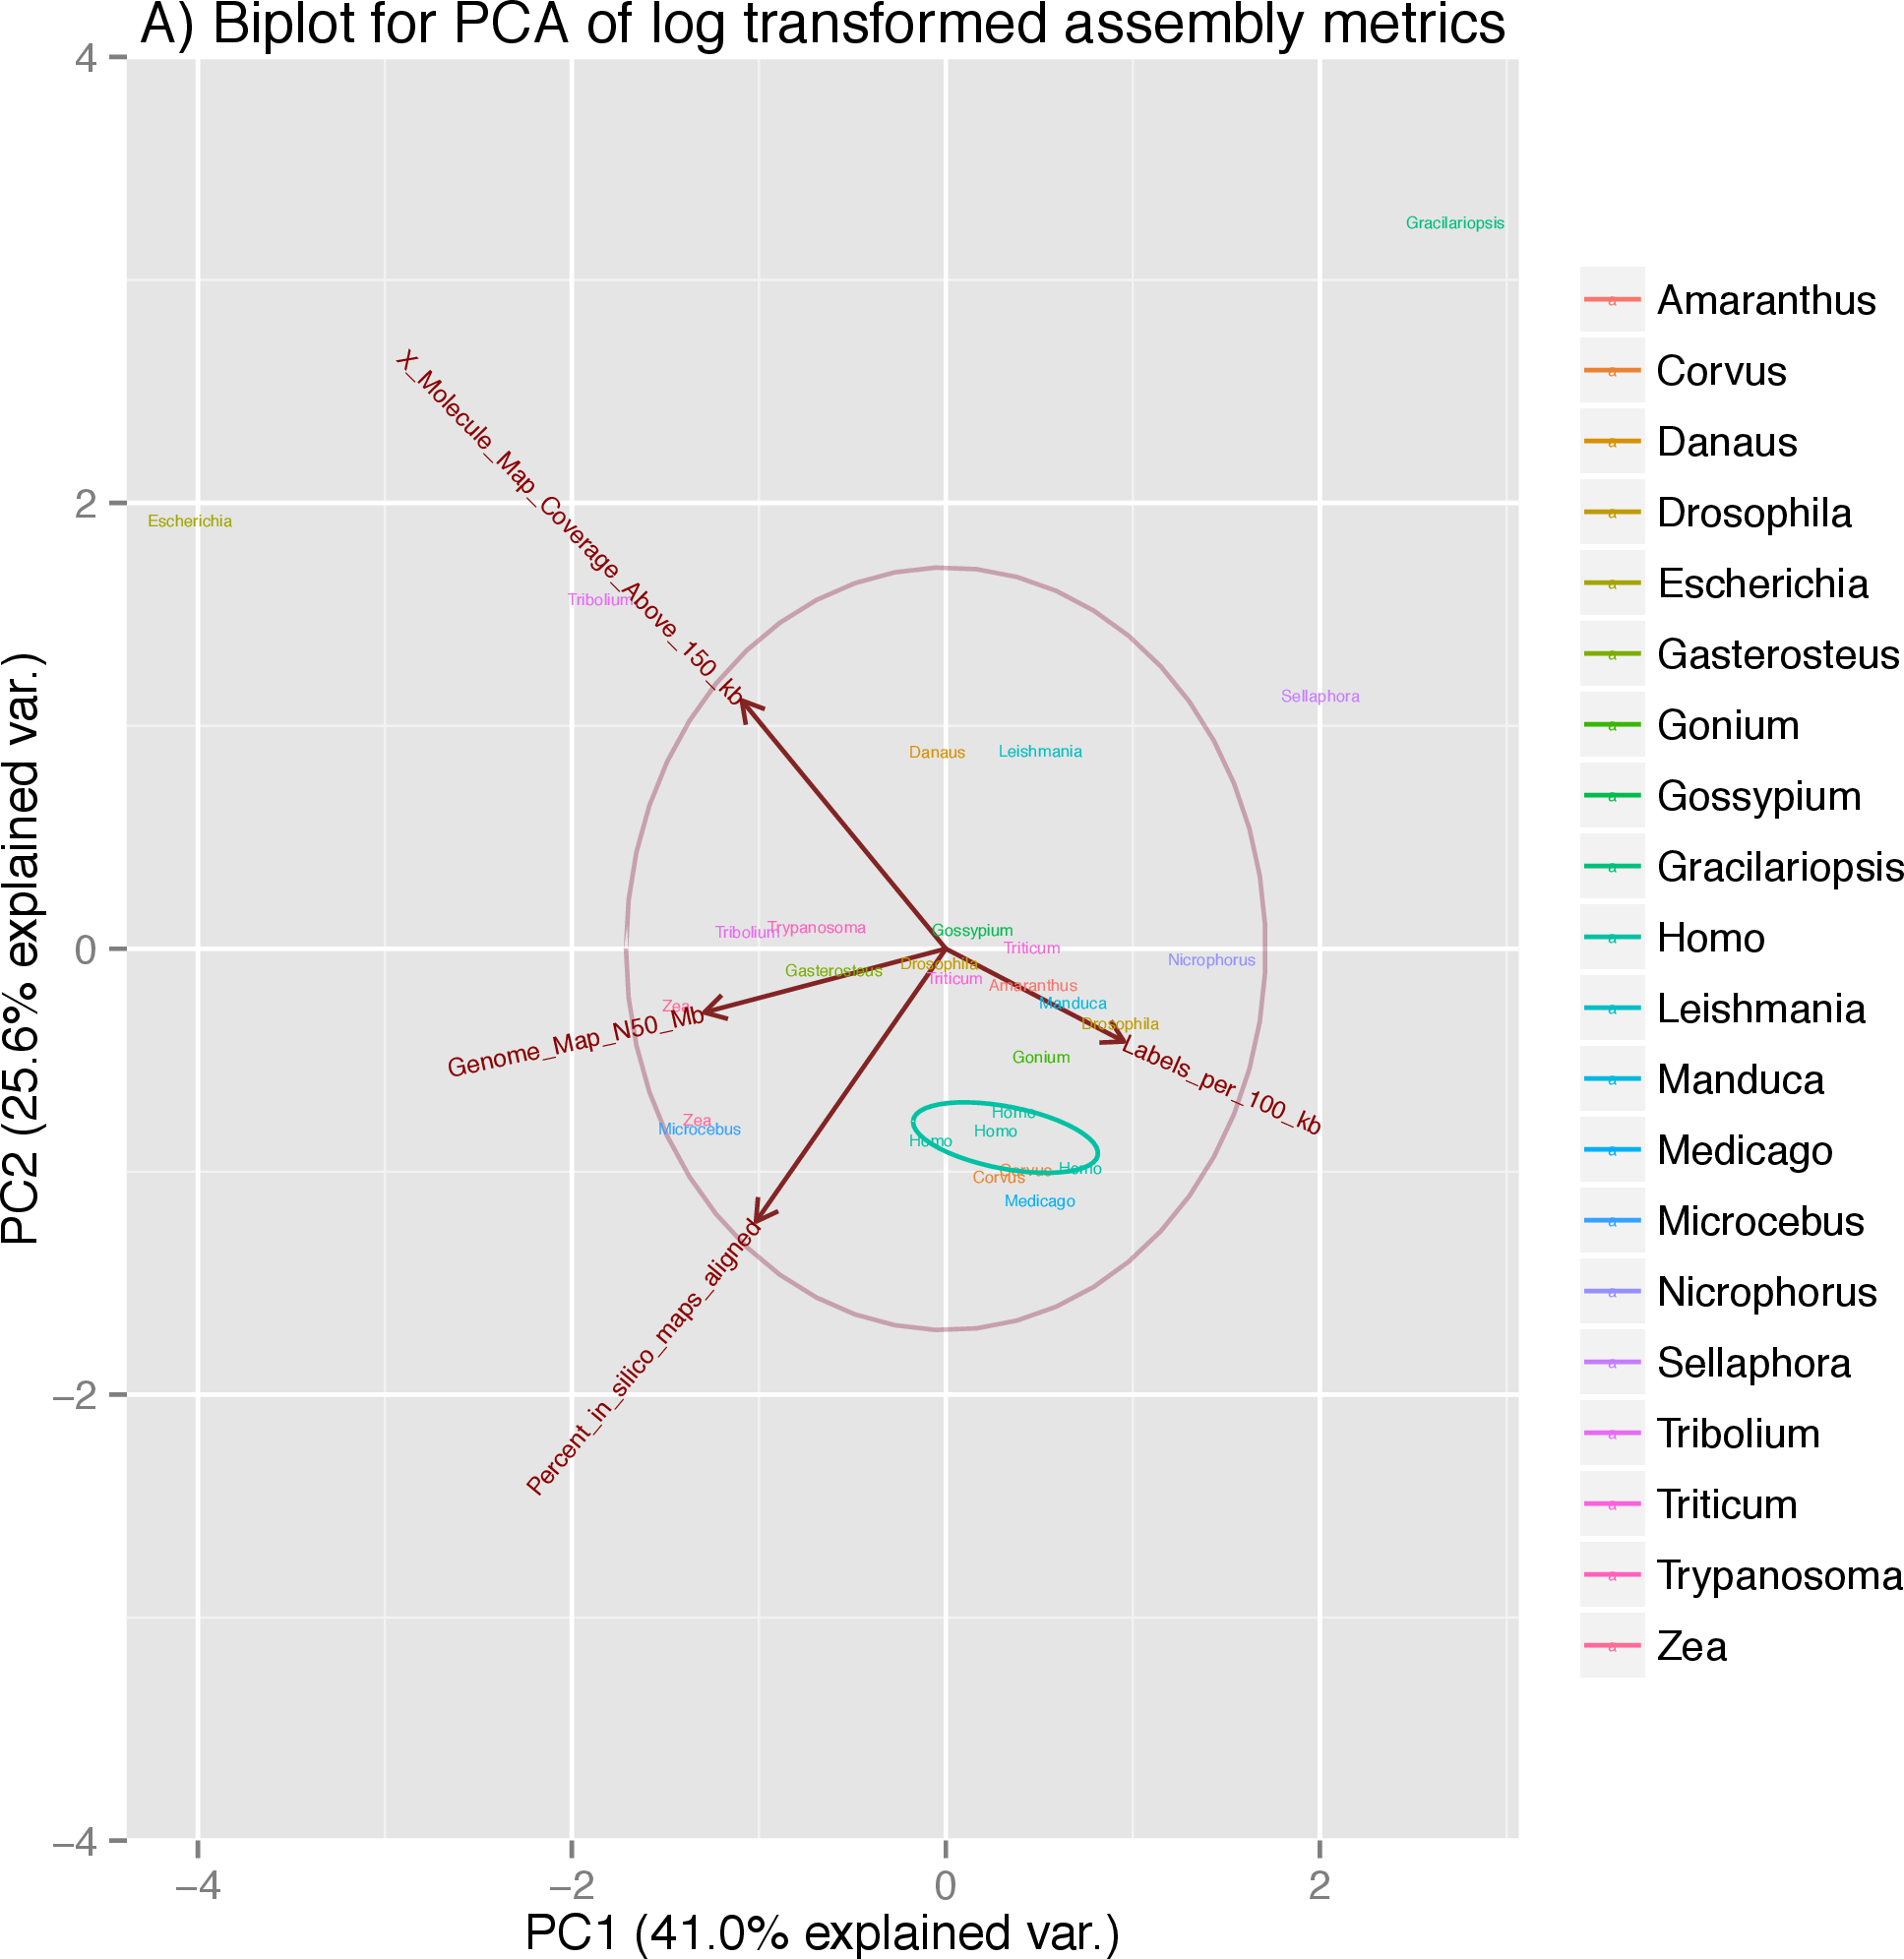 A) Biplot for PCA of log transformed assembly metrics
4
2
0
−2
−4
PC2 (25.6% explained var.)
Gracilariopsis
X_Molecule_Map_Coverage_Above_150_kb
Escherichia
Tribolium
Sellaphora
Danaus
Leishmania
Tribolium
Trypanosoma
Gossypium
Triticum
Nicrophorus
Gasterosteus
Drosophila
Triticum
Amaranthus
Zea
Manduca
Genome_Map_N50_Mb
Drosophila
Labels_per_100_kb
Gonium
Homo
Zea
Microcebus
Homo
Homo
Corvus
Homo
Corvus
Medicago
Percent_in_silico_maps_aligned
−4
−2
0
2
PC1 (41.0% explained var.)
a Amaranthus
a Corvus
a Danaus
a Drosophila
a Escherichia
a Gasterosteus
a Gonium
a Gossypium
a Gracilariopsis
a Homo
a Leishmania
a Manduca
a Medicago
a Microcebus
a Nicrophorus
a Sellaphora
a Tribolium
a Triticum
a Trypanosoma
a Zea